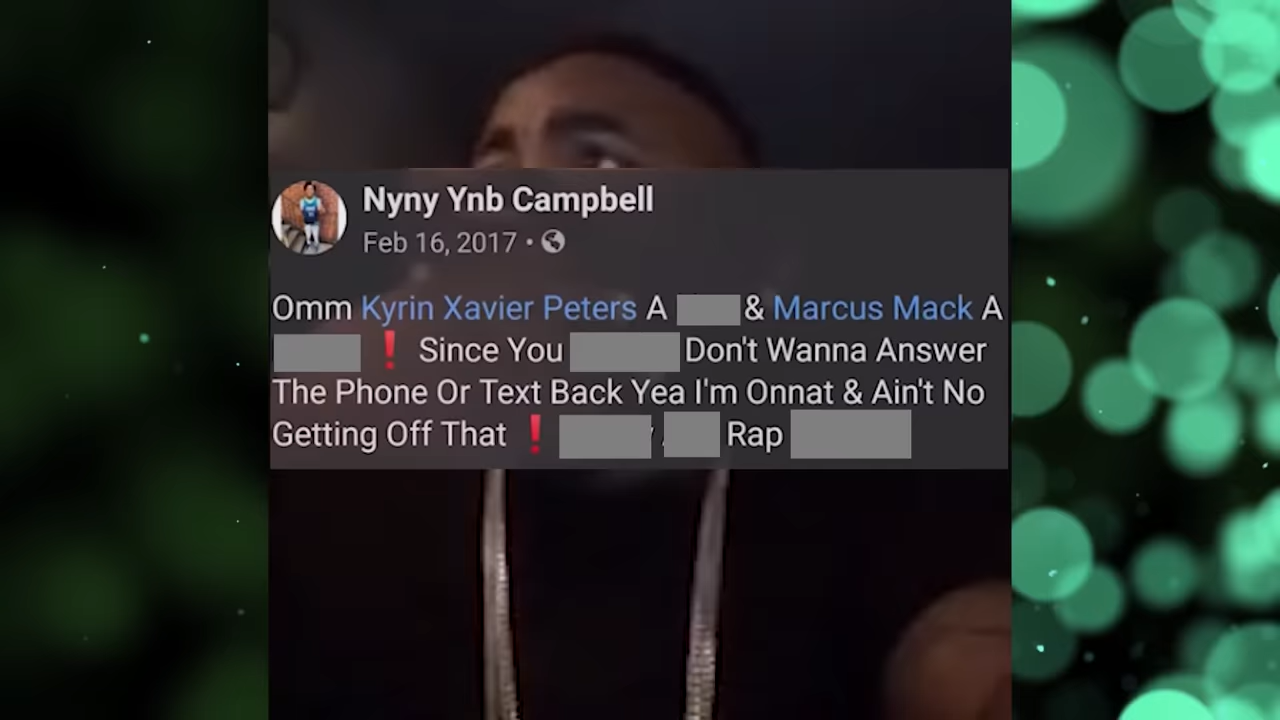 Nyny Ynb Campbell
Feb 16, 2017 •
Omm Kyrin Xavier Peters A & Marcus Mack A
❗ Since You Don't Wanna Answer
The Phone Or Text Back Yea I'm Onnat & Ain't No
Getting Off That ❗ Rap